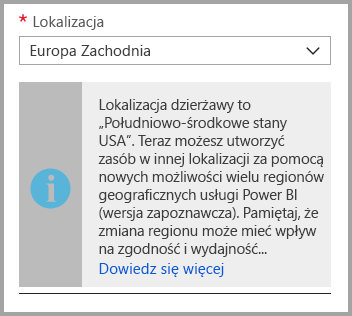 * Lokalizacja
Europa Zachodnia
Lokalizacja dzierżawy to
„Południowo-środkowe stany
USA”. Teraz możesz utworzyć
zasób w innej lokalizacji za pomocą
nowych możliwości wielu regionów
geograficznych usługi Power BI
(wersja zapoznawcza). Pamiętaj, że
zmiana regionu może mieć wpływ
na zgodność i wydajność...
Dowiedz się więcej